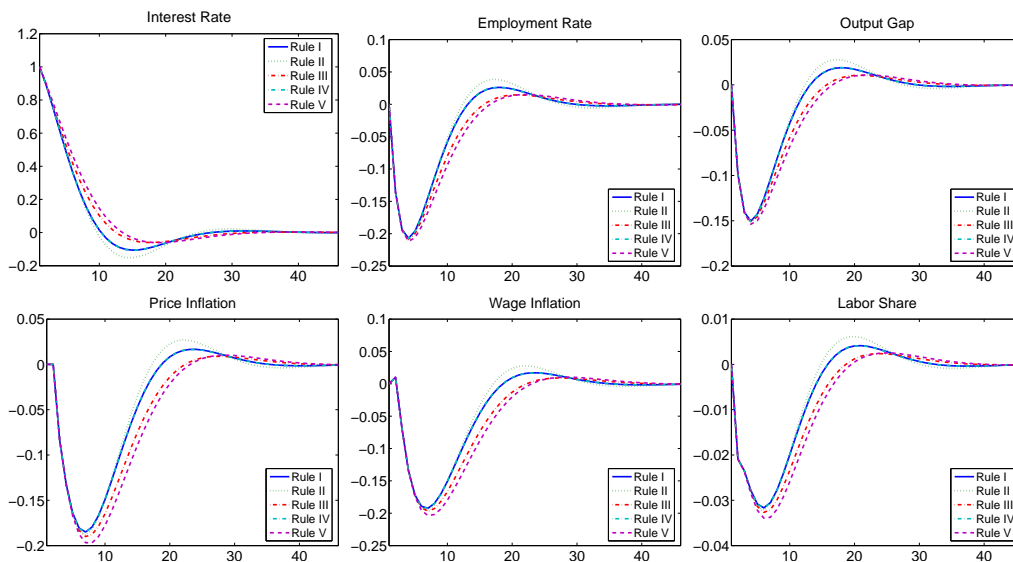 Interest Rate
1.2
1
0.8
0.6
0.4
0.2
0
−0.2
10 20 30 40
Rule I
Rule II
Rule III
Rule IV
Rule V
Employment Rate
0.1
0.05
0
−0.05
−0.1
−0.15
−0.2
−0.25
10 20 30 40
Rule I
Rule II
Rule III
Rule IV
Rule V
Output Gap
0.05
0
−0.05
−0.1
−0.15
−0.2
10 20 30 40
Rule I
Rule II
Rule III
Rule IV
Rule V
Price Inflation
0.05
0
−0.05
−0.1
−0.15
−0.2
10 20 30 40
Rule I
Rule II
Rule III
Rule IV
Rule V
Wage Inflation
0.1
0.05
0
−0.05
−0.1
−0.15
−0.2
−0.25
10 20 30 40
Rule I
Rule II
Rule III
Rule IV
Rule V
Labor Share
0.01
0
−0.01
−0.02
−0.03
−0.04
10 20 30 40
Rule I
Rule II
Rule III
Rule IV
Rule V